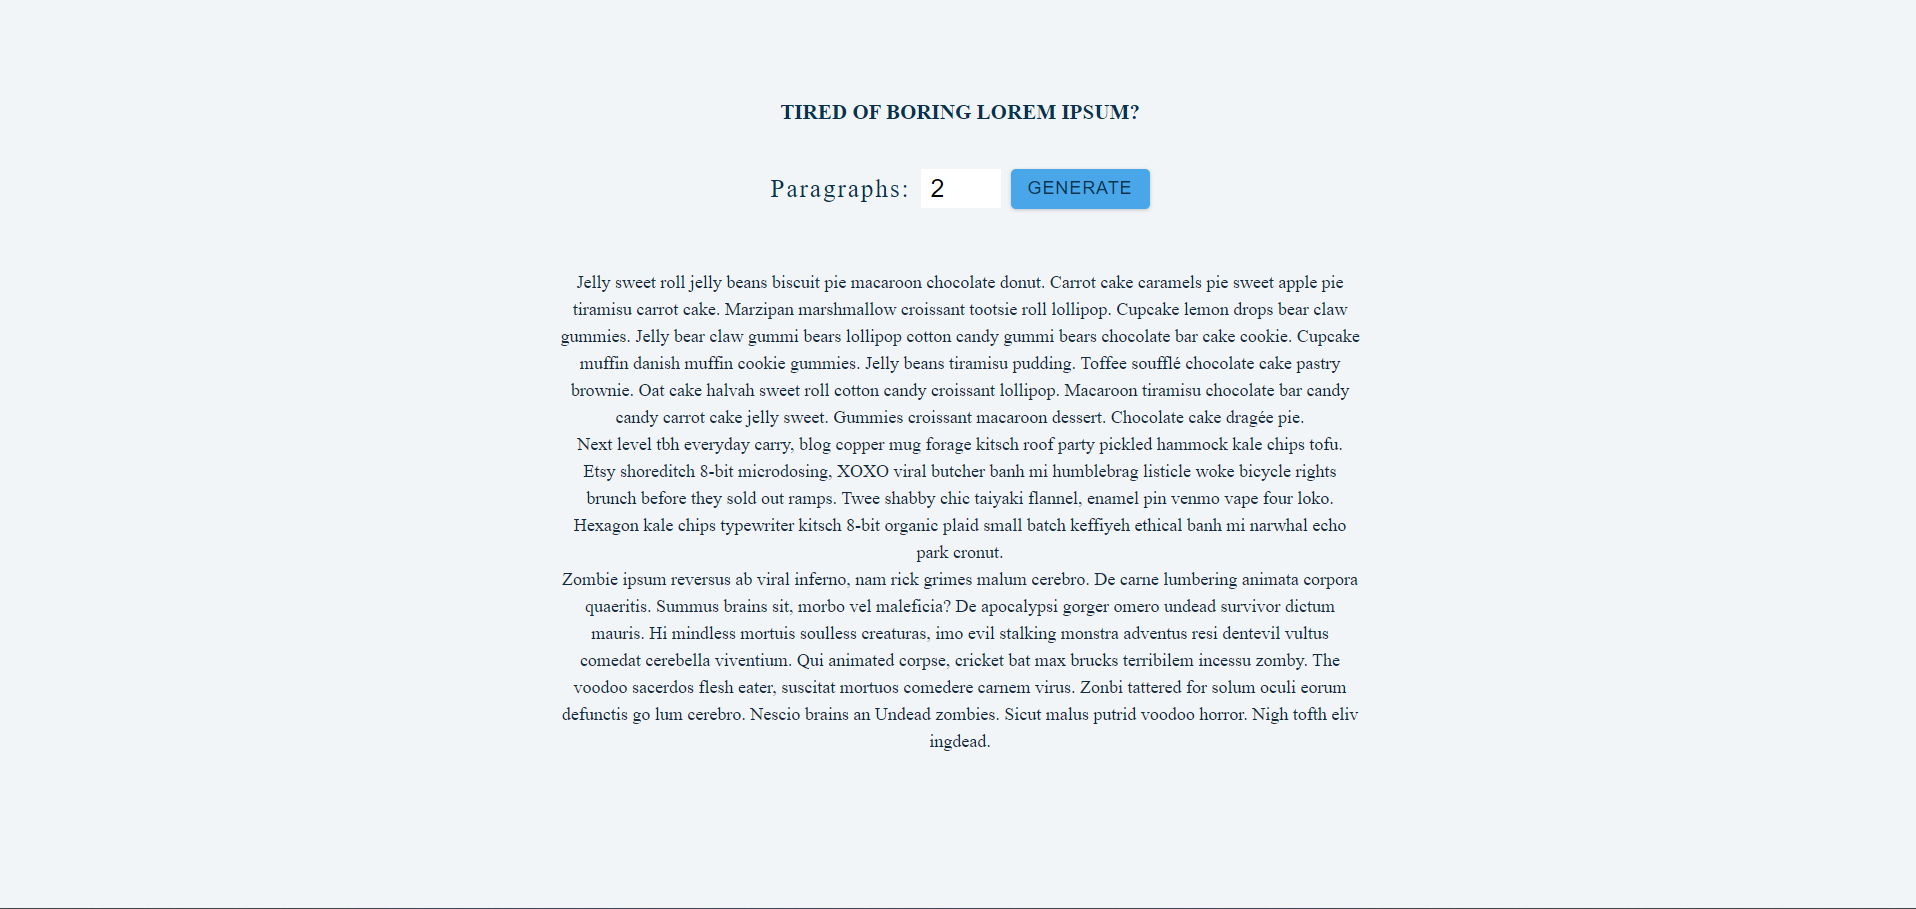 TIRED OF BORING LOREM IPSUM?
Paragraphs: 2 GENERATE
Jelly sweet roll jelly beans biscuit pie macaroon chocolate donut. Carrot cake caramels pie sweet apple pie
tiramisu carrot cake. Marzipan marshmallow croissant tootsie roll lollipop. Cupcake lemon drops bear claw
gummies. Jelly bear claw gummi bears lollipop cotton candy gummi bears chocolate bar cake cookie. Cupcake
muffin danish muffin cookie gummies. Jelly beans tiramisu pudding. Toffee soufflé chocolate cake pastry
brownie. Oat cake halvah sweet roll cotton candy croissant lollipop. Macaroon tiramisu chocolate bar candy
candy carrot cake jelly sweet. Gummies croissant macaroon dessert. Chocolate cake dragée pie.
Next level tbh everyday carry, blog copper mug forage kitsch roof party pickled hammock kale chips tofu.
Etsy shoreditch 8-bit microdosing, XOXO viral butcher banh mi humblebrag listicle woke bicycle rights
brunch before they sold out ramps. Twee shabby chic taiyaki flannel, enamel pin venmo vape four loko.
Hexagon kale chips typewriter kitsch 8-bit organic plaid small batch keffiyeh ethical banh mi narwhal echo
park cronut.
Zombie ipsum reversus ab viral inferno, nam rick grimes malum cerebro. De carne lumbering animata corpora
quaeritis. Summus brains sit, morbo vel maleficia? De apocalypsi gorger omero undead survivor dictum
mauris. Hi mindless mortuis soulless creaturas, imo evil stalking monstra adventus resi dentevil vultus
comedat cerebella viventium. Qui animated corpse, cricket bat max brucks terribilem incessu zomby. The
voodoo sacerdos flesh eater, suscitat mortuos comedere carnem virus. Zonbi tattered for solum oculi eorum
defunctis go lum cerebro. Nescio brains an Undead zombies. Sicut malus putrid voodoo horror. Nigh tofth eliv
ingdead.